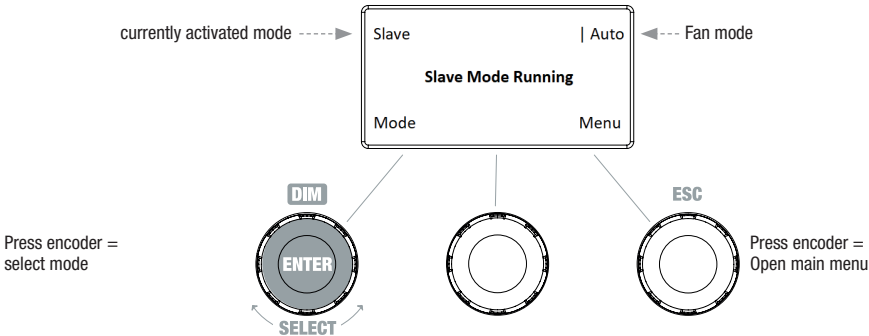 currently activated mode
Slave
| Auto
Fan mode
Slave Mode Running
Mode
Menu
DIM
ESC
Press encoder =
select mode
ENTER
Press encoder =
Open main menu
SELECT